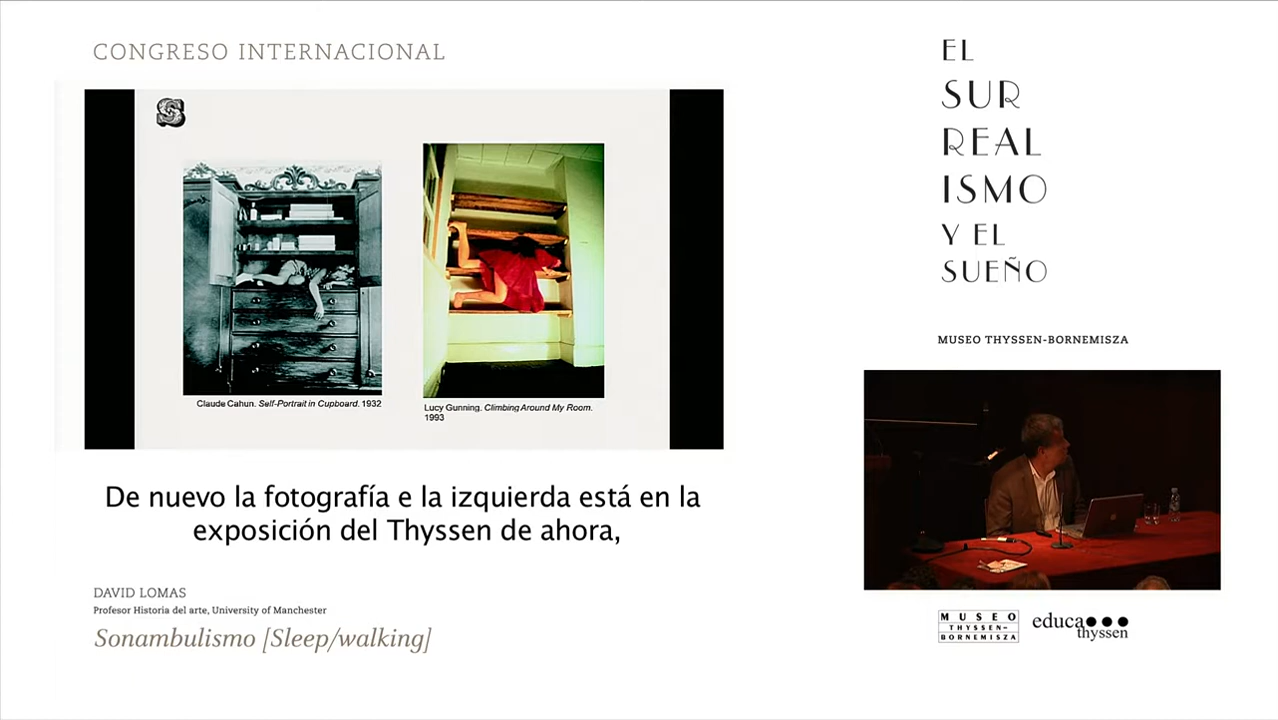 CONGRESO INTERNACIONAL
S
Claude Cahun. Self-Portrait in Cupboard. 1932
Lucy Gunning. Climbing Around My Room.
1993
De nuevo la fotografía e la izquierda está en la
exposición del Thyssen de ahora,
DAVID LOMAS
Profesor Historia del arte, University of Manchester
Sonambulismo [Sleep/walking]
EL
SUR
REAL
ISMO
Y EL
SUEÑO
MUSEO THYSSEN-BORNEMISZA
MUSEO
THYSSEN-
BORNEMISZA
educa
thyssen